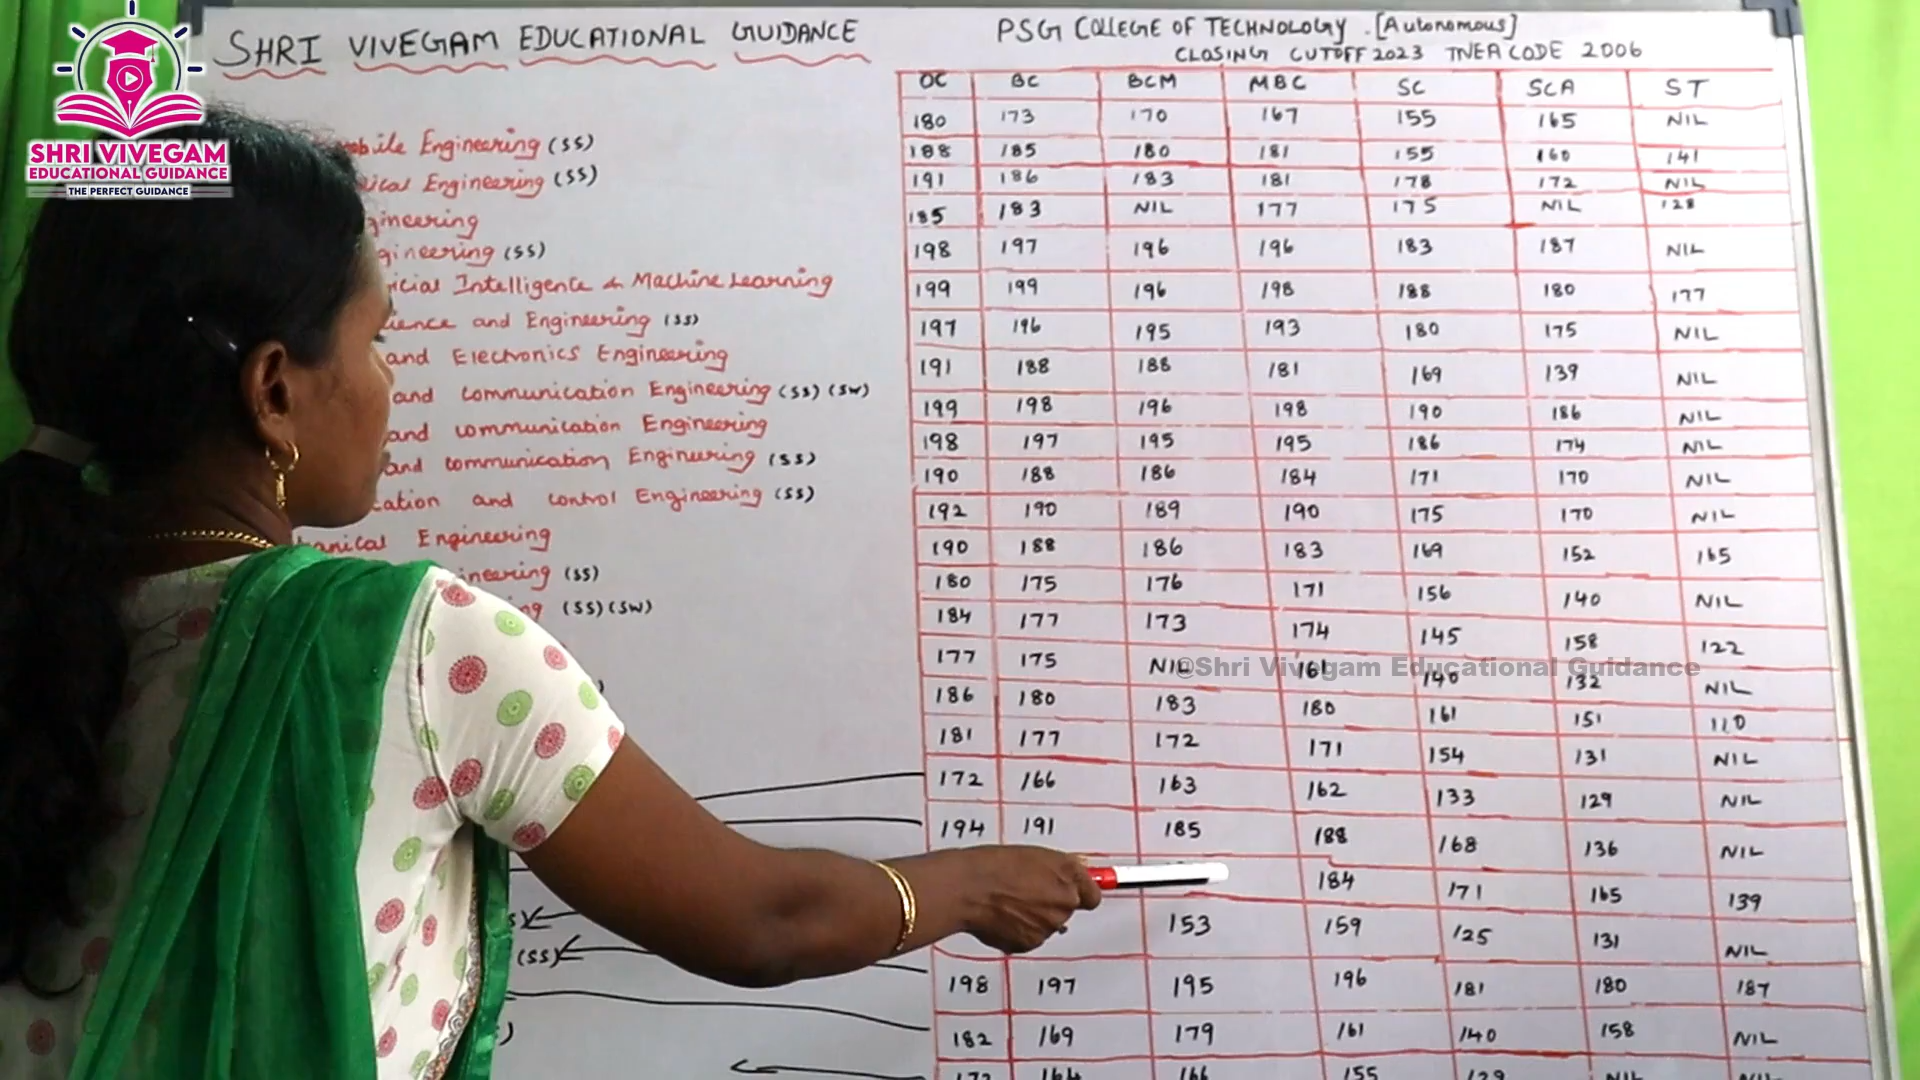 SHRI VIVEGAM
EDUCATIONAL GUIDANCE
THE PERFECT GUIDANCE
SHRI VIVEGAM EDUCATIONAL GUIDANCE
PSG COLLEGE OF TECHNOLOGY . [Autonomous]
CLOSING CUTOFF 2023 TNEA CODE 2006
Engineering (SS)
Engineering (SS)
(SS)
Intelligence & Machine Learning
and Engineering (SS)
and Electronics Engineering
and communication Engineering (SS) (SW)
and communication Engineering
and communication Engineering (SS)
and control Engineering (SS)
Engineering
(SS)
(SS) (SW)
(SS)
OC BC BCM MBC SC SCA ST
180 173 170 167 155 165 NIL
188 185 180 181 155 160 141
191 186 183 181 178 172 NIL
185 183 NIL 177 175 NIL 128
198 197 196 196 183 187 NIL
199 199 196 198 188 180 177
197 196 195 193 180 175 NIL
191 188 188 181 169 139 NIL
199 198 196 198 190 186 NIL
198 197 195 195 186 174 NIL
190 188 186 184 171 170 NIL
192 190 189 190 175 170 NIL
190 188 186 183 169 152 165
180 175 176 171 156 140 NIL
184 177 173 174 145 158 122
177 175 NIL 161 140 132 NIL
186 180 183 180 161 151 110
181 177 172 171 154 131 NIL
172 166 163 162 133 129 NIL
194 191 185 188 168 136 NIL
184 171 165 139
153 159 125 131 NIL
198 197 195 196 181 180 187
182 169 179 161 140 158 NIL
172 164 166 155 129 NIL NIL
@Shri Vivegam Educational Guidance